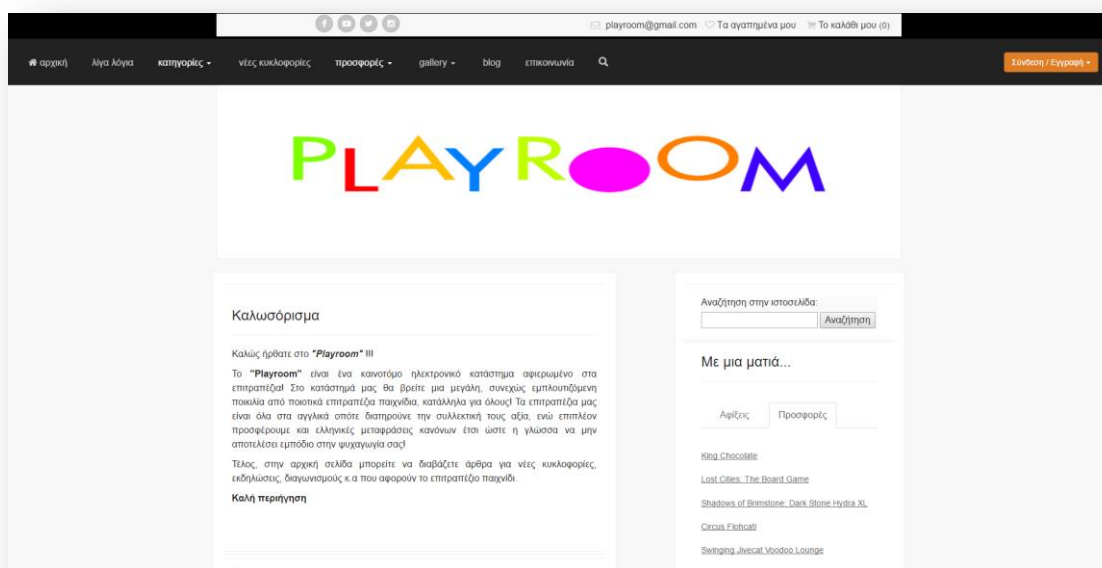 playroom@gmail.com Τα αγαπημένα μου Το καλάθι μου (0)
αρχική λίγα λόγια κατηγορίες νέες κυκλοφορίες προσφορές gallery blog επικοινωνία Σύνδεση / Εγγραφή
PLAYROOM
Καλωσόρισμα
Καλώς ήρθατε στο "Playroom" !!!
Το "Playroom" είναι ένα καινοτόμο ηλεκτρονικό κατάστημα αφιερωμένο στα
επιτραπέζια! Στο κατάστημά μας θα βρείτε μια μεγάλη, συνεχώς εμπλουτιζόμενη
ποικιλία από ποιοτικά επιτραπέζια παιχνίδια, κατάλληλα για όλους! Τα επιτραπέζια μας
είναι όλα στα αγγλικά οπότε διατηρούνε την συλλεκτική τους αξία, ενώ επιπλέον
προσφέρουμε και ελληνικές μεταφράσεις κανόνων έτσι ώστε η γλώσσα να μην
αποτελέσει εμπόδιο στην ψυχαγωγία σας!
Τέλος, στην αρχική σελίδα μπορείτε να διαβάζετε άρθρα για νέες κυκλοφορίες,
εκδηλώσεις, διαγωνισμούς κ.α που αφορούν το επιτραπέζιο παιχνίδι.
Καλή περιήγηση
Αναζήτηση στην ιστοσελίδα:
Αναζήτηση
Με μια ματιά...
Αφίξεις Προσφορές
King Chocolate
Lost Cities: The Board Game
Shadows of Brimstone: Dark Stone Hydra XL
Circus Flohcati
Swinging Jivecat Voodoo Lounge